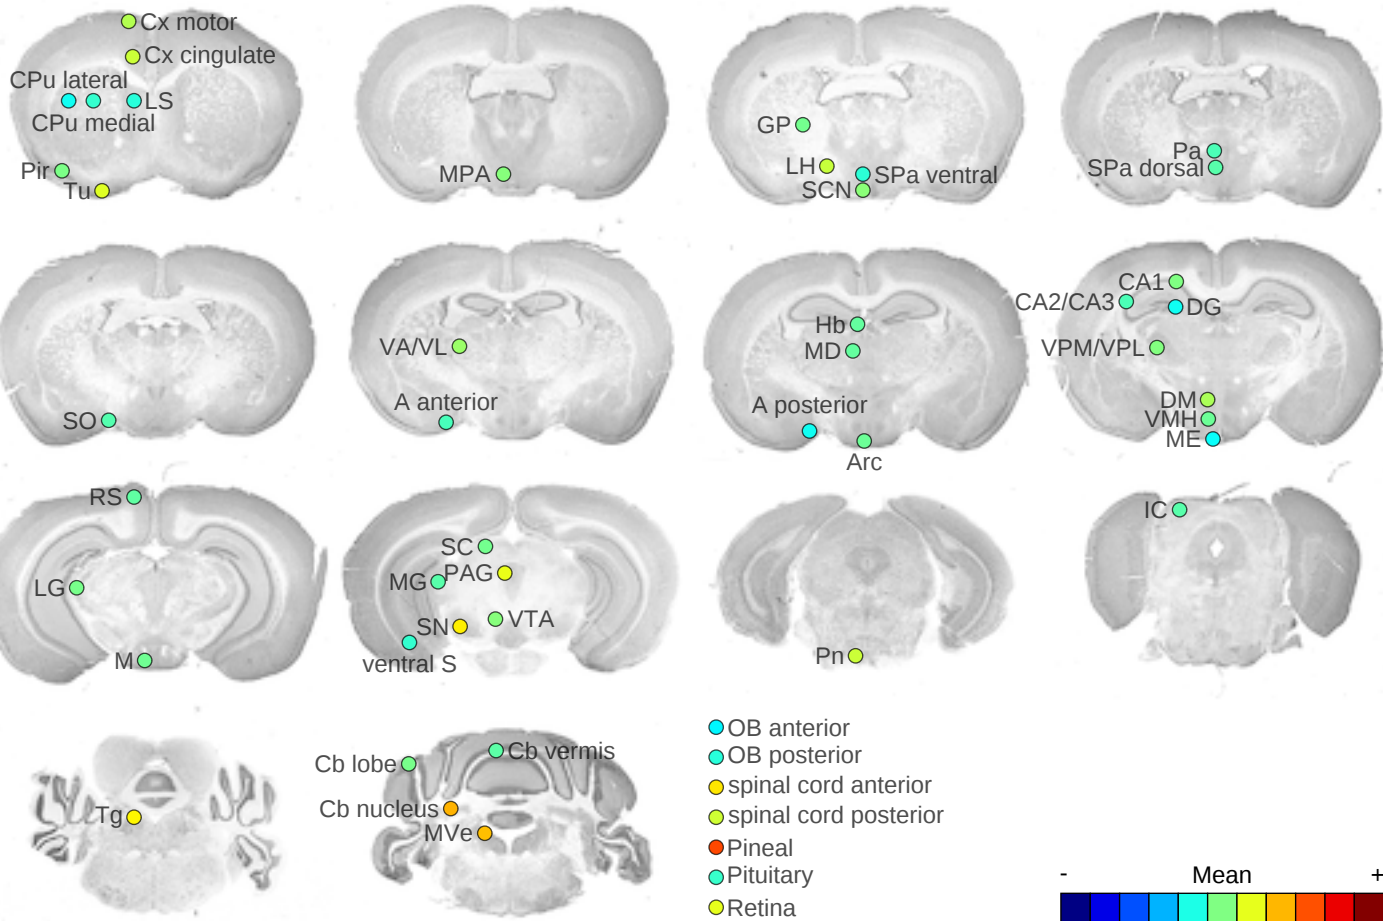 Cx motor
Cx cingulate
CPu lateral
LS
CPu medial
Pir
Tu
MPA
GP
LH
SPa ventral
SCN
Pa
SPa dorsal
SO
VA/VL
A anterior
Hb
MD
A posterior
Arc
CA1
CA2/CA3
DG
VPM/VPL
DM
VMH
ME
RS
LG
M
SC
MG
PAG
SN
VTA
ventral S
Pn
IC
Tg
Cb lobe
Cb vermis
Cb nucleus
MVe
OB anterior
OB posterior
spinal cord anterior
spinal cord posterior
Pineal
Pituitary
Retina
- Mean +